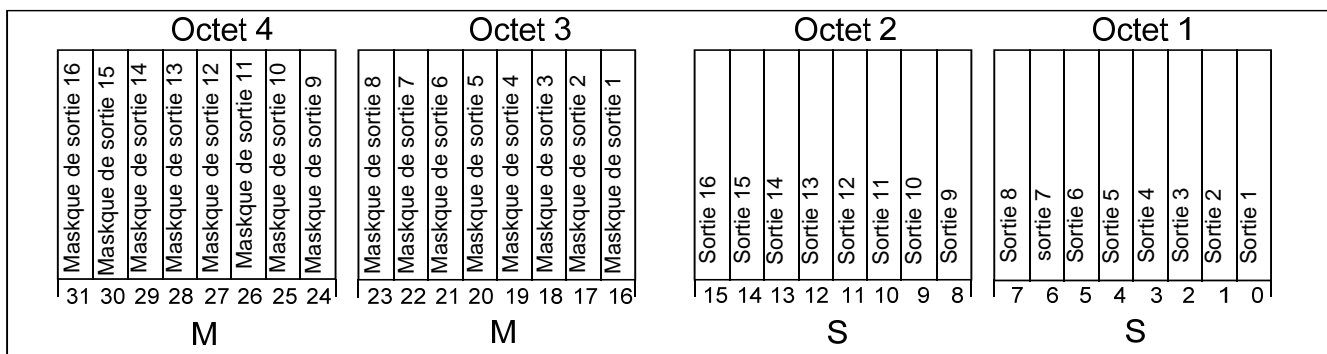 Octet 4
Octet 3
Octet 2
Octet 1
Maskque de sortie 16
Maskque de sortie 15
Maskque de sortie 14
Maskque de sortie 13
Maskque de sortie 12
Maskque de sortie 11
Maskque de sortie 10
Maskque de sortie 9
Maskque de sortie 8
Maskque de sortie 7
Maskque de sortie 6
Maskque de sortie 5
Maskque de sortie 4
Maskque de sortie 3
Maskque de sortie 2
Maskque de sortie 1
Sortie 16
Sortie 15
Sortie 14
Sortie 13
Sortie 12
Sortie 11
Sortie 10
Sortie 9
Sortie 8
sortie 7
Sortie 6
Sortie 5
Sortie 4
Sortie 3
Sortie 2
Sortie 1
31 30 29 28 27 26 25 24
23 22 21 20 19 18 17 16
15 14 13 12 11 10 9 8
7 6 5 4 3 2 1 0
M
M
S
S